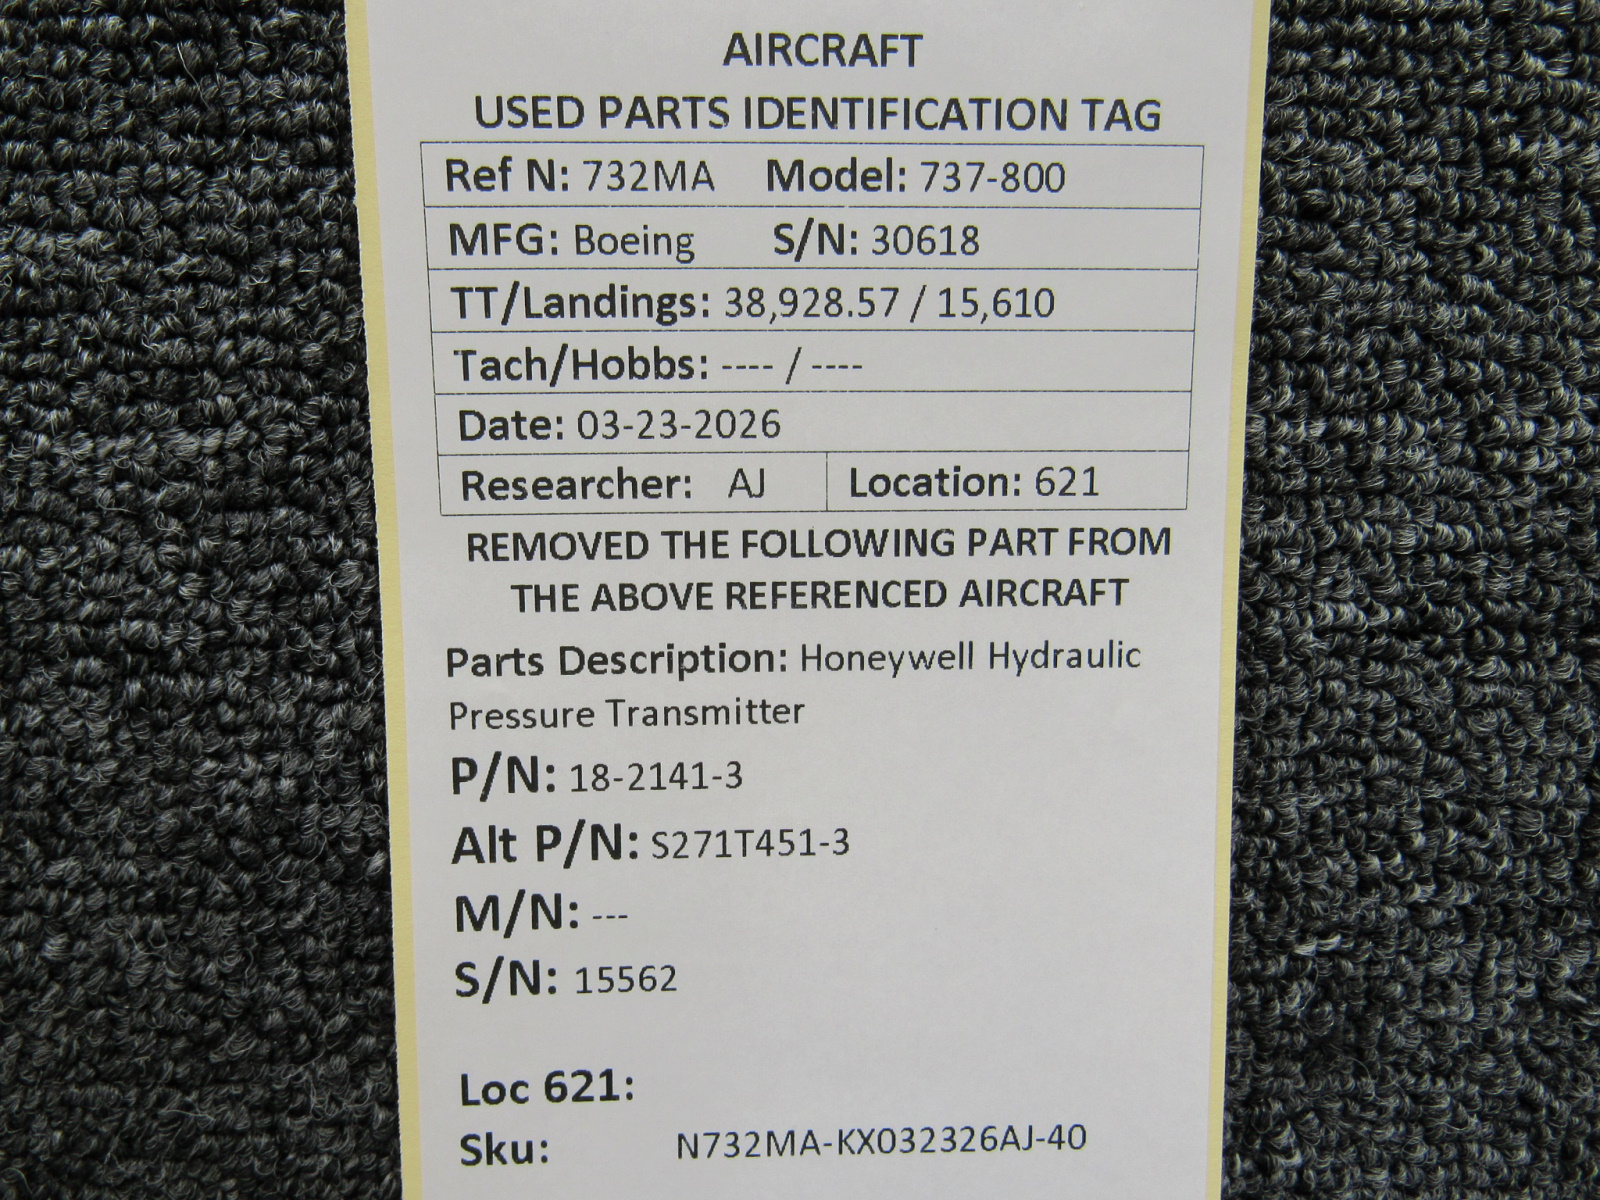 AIRCRAFT
USED PARTS IDENTIFICATION TAG
Ref N: 732MA Model: 737-800
MFG: Boeing S/N: 30618
TT/Landings: 38,928.57 / 15,610
Tach/Hobbs: ---- / ----
Date: 03-23-2026
Researcher: AJ Location: 621
REMOVED THE FOLLOWING PART FROM
THE ABOVE REFERENCED AIRCRAFT
Parts Description: Honeywell Hydraulic
Pressure Transmitter
P/N: 18-2141-3
Alt P/N: S271T451-3
M/N: ---
S/N: 15562
Loc 621:
Sku: N732MA-KX032326AJ-40